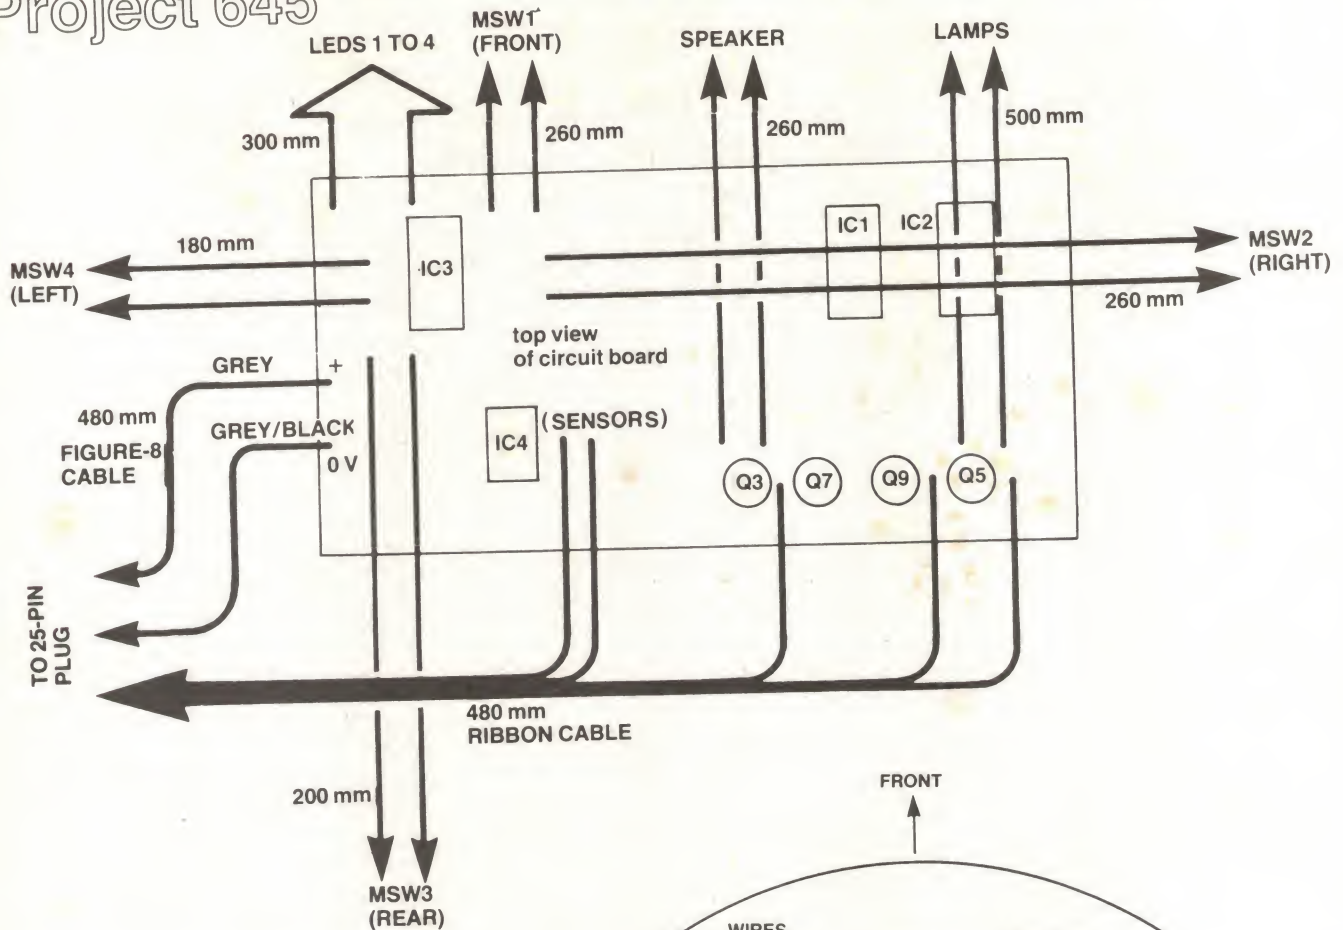 Project 645
LEDS 1 TO 4
MSW1
(FRONT)
SPEAKER
LAMPS
300 mm
260 mm
260 mm
500 mm
180 mm
MSW4
(LEFT)
IC3
IC1
IC2
MSW2
(RIGHT)
260 mm
top view
of circuit board
GREY
+
480 mm
FIGURE-8
CABLE
GREY/BLACK
0 V
IC4
(SENSORS)
Q3
Q7
Q9
Q5
TO 25-PIN
PLUG
480 mm
RIBBON CABLE
200 mm
MSW3
(REAR)
FRONT
WIRES